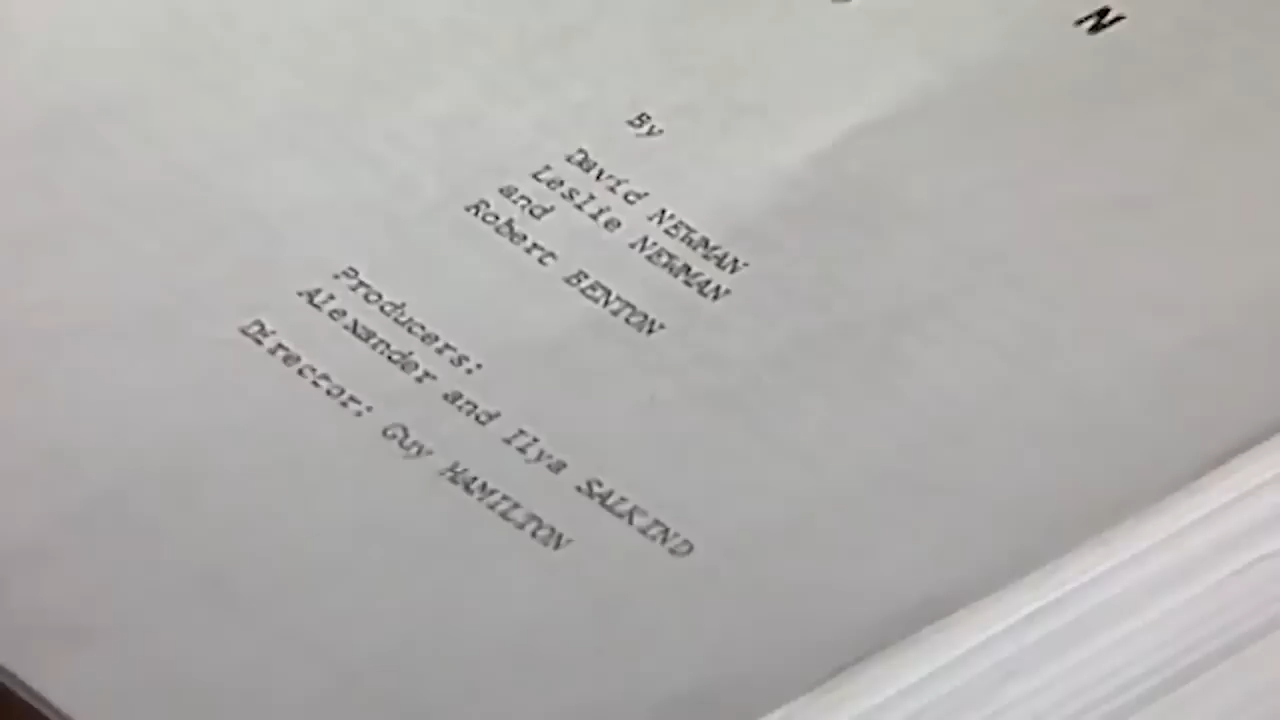 N
By
David NEWMAN
Leslie NEWMAN
and
Robert BENTON
Producers:
Alexander and Ilya SALKIND
Director: Guy HAMILTON